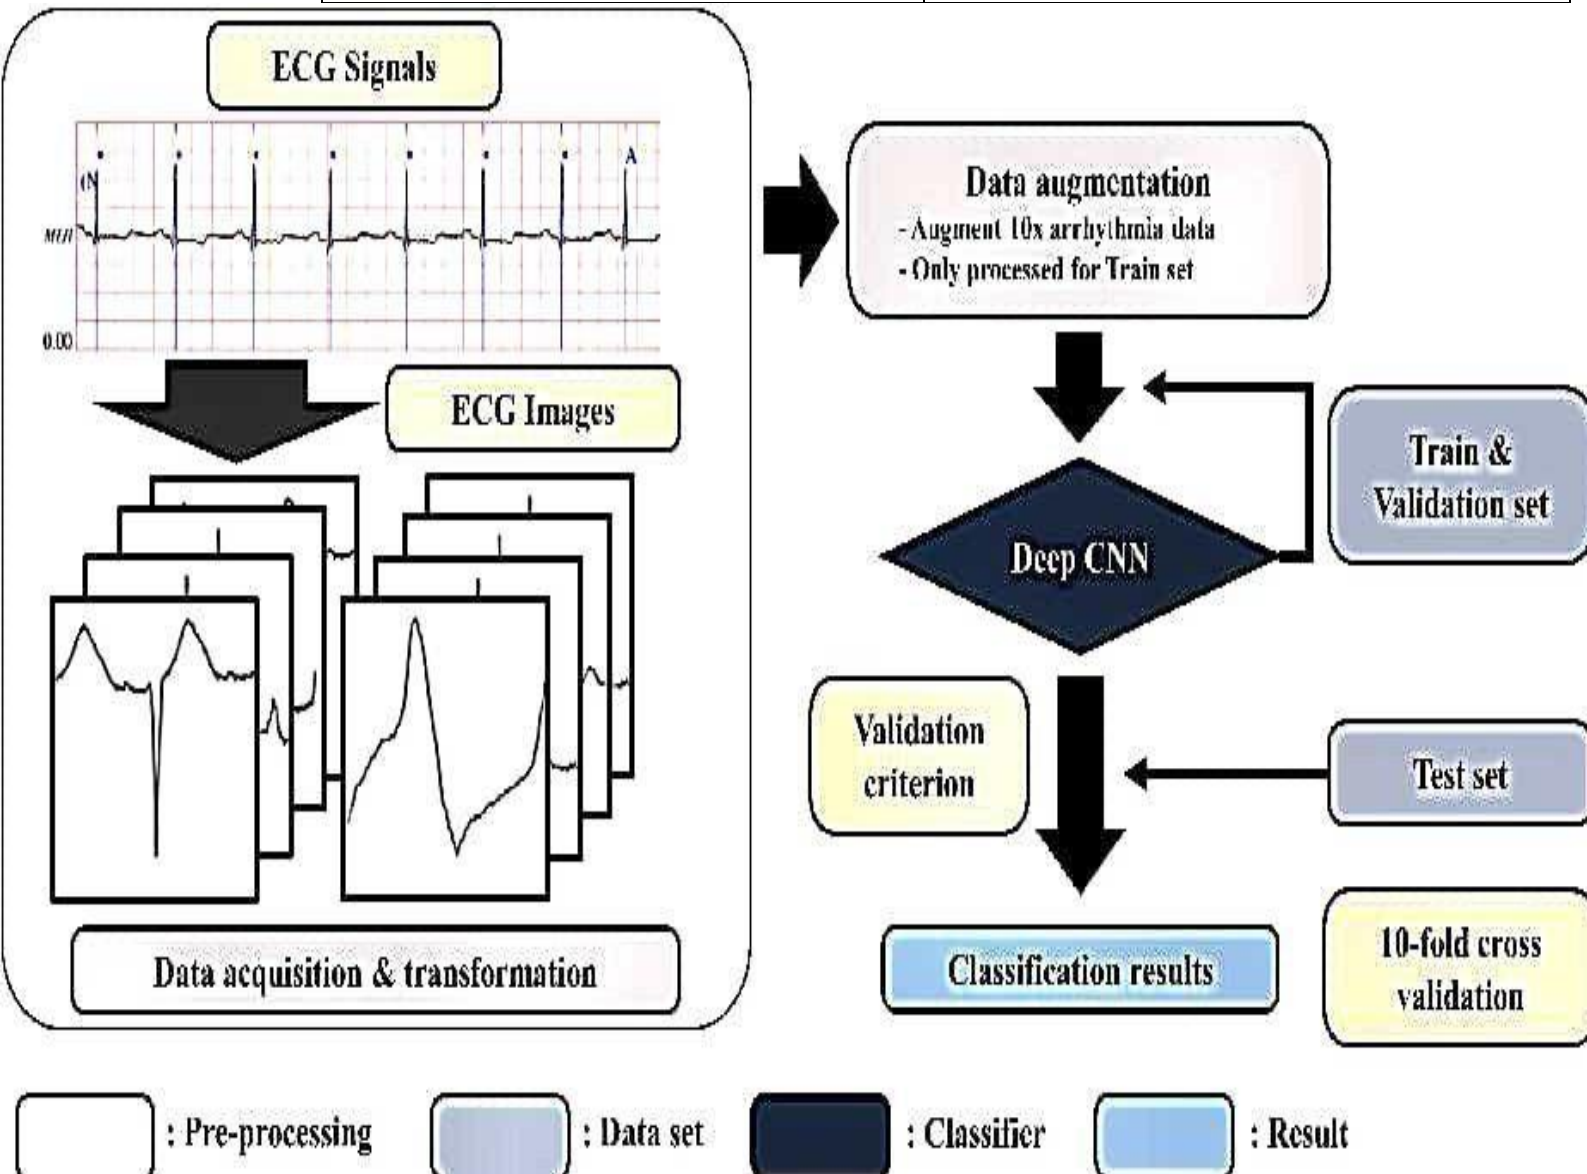 ECG Signals
(N
A
MLII
0.00
ECG Images
Data acquisition & transformation
Data augmentation
- Augment 10x arrhythmia data
- Only processed for Train set
Train &
Validation set
Deep CNN
Validation
criterion
Test set
Classification results
10-fold cross
validation
: Pre-processing
: Data set
: Classifier
: Result